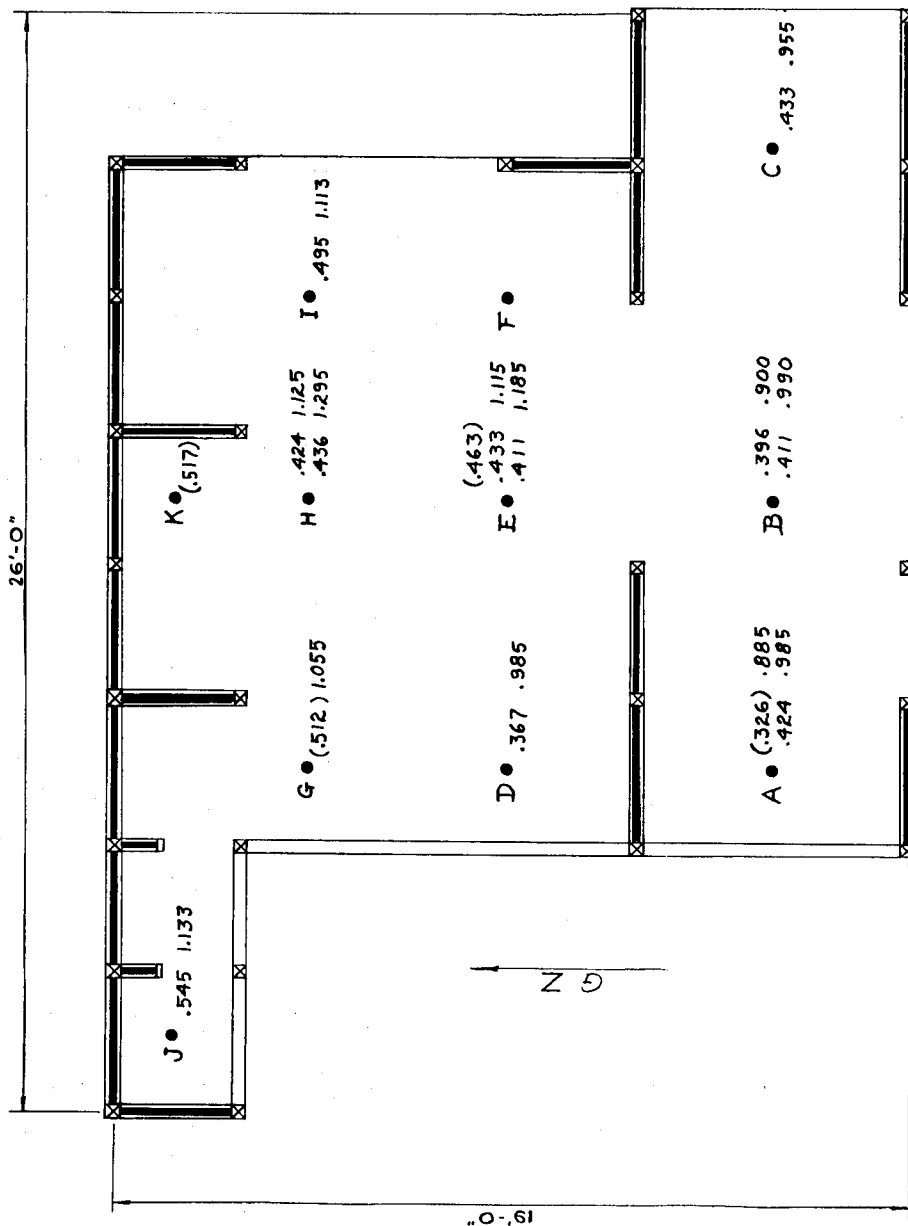 26'-0"
C .433 .955
I .495 1.113
F
H .424 1.125
.436 1.295
(.463)
E .433 1.115
.411 1.185
B .396 .900
.411 .990
K (.517)
G (.512) 1.055
D .367 .985
A (.326) .885
.424 .985
J .545 1.133
GZ
19'-0"